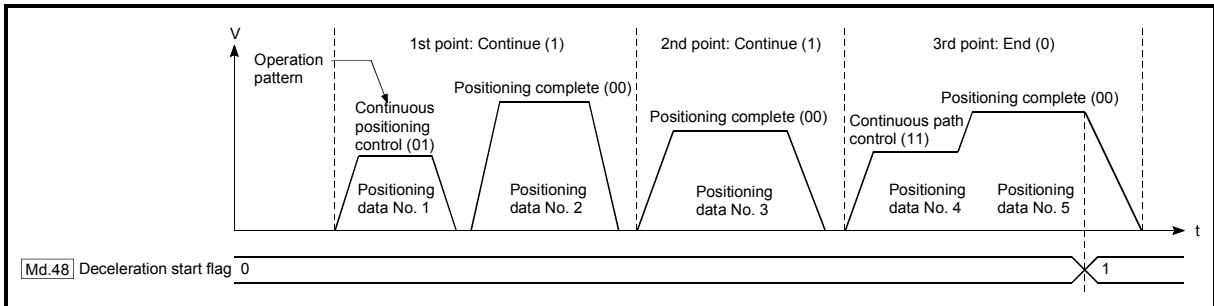 V
1st point: Continue (1)
2nd point: Continue (1)
3rd point: End (0)
Operation
pattern
Positioning complete (00)
Positioning complete (00)
Continuous
positioning
control (01)
Positioning complete (00)
Continuous path
control (11)
Positioning
data No. 1
Positioning
data No. 2
Positioning
data No. 3
Positioning
data No. 4
Positioning
data No. 5
t
Md.48 Deceleration start flag 0
1